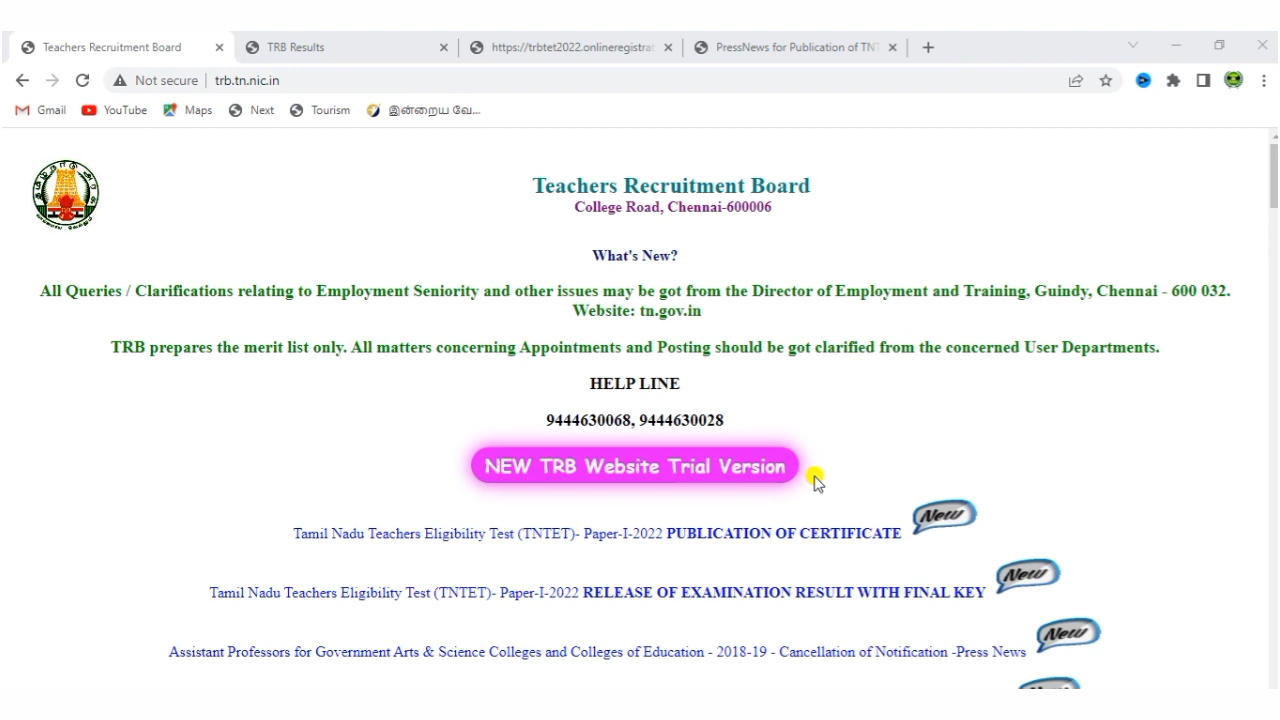 Teachers Recruitment Board
TRB Results
https://trbtet2022.onlineregistrat
PressNews for Publication of TNT
Not secure
trb.tn.nic.in
Gmail
YouTube
Maps
Next
Tourism
இன்றைய வே...
Teachers Recruitment Board
College Road, Chennai-600006
What's New?
All Queries / Clarifications relating to Employment Seniority and other issues may be got from the Director of Employment and Training, Guindy, Chennai - 600 032.
Website: tn.gov.in
TRB prepares the merit list only. All matters concerning Appointments and Posting should be got clarified from the concerned User Departments.
HELP LINE
9444630068, 9444630028
NEW TRB Website Trial Version
Tamil Nadu Teachers Eligibility Test (TNTET)- Paper-I-2022 PUBLICATION OF CERTIFICATE New
Tamil Nadu Teachers Eligibility Test (TNTET)- Paper-I-2022 RELEASE OF EXAMINATION RESULT WITH FINAL KEY New
Assistant Professors for Government Arts & Science Colleges and Colleges of Education - 2018-19 - Cancellation of Notification -Press News New